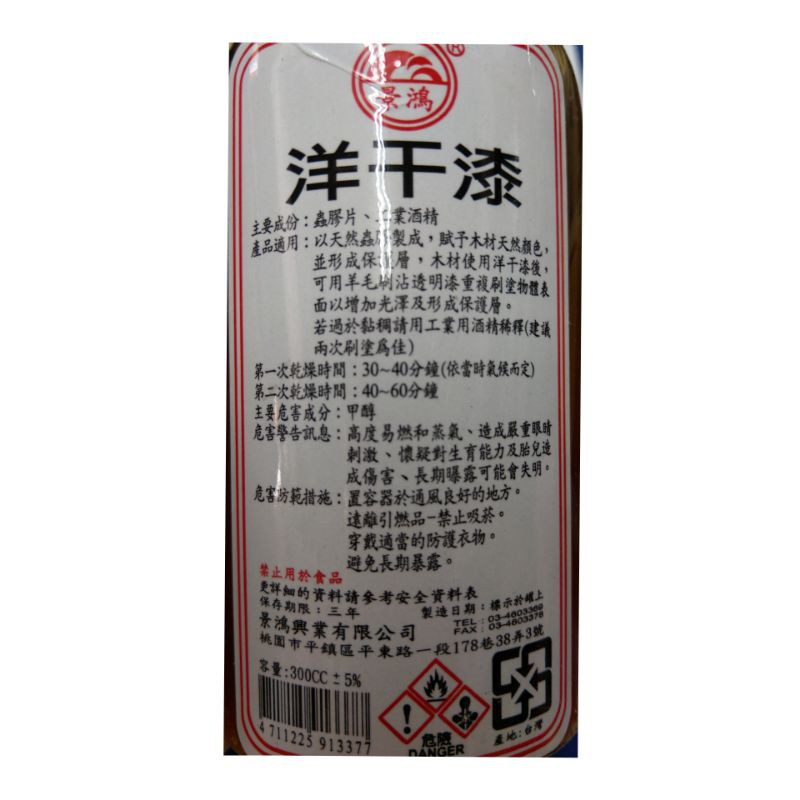 ®
景鴻
洋干漆
主要成份：蟲膠片、工業酒精
產品適用：以天然蟲膠製成，賦予木材天然顏色，
並形成保護層，木材使用洋干漆後，
可用羊毛刷沾透明漆重複刷塗物體表
面以增加光澤及形成保護層。
若過於黏稠請用工業用酒精稀釋(建議
兩次刷塗爲佳)
第一次乾燥時間：30~40分鐘(依當時氣候而定)
第二次乾燥時間：40~60分鐘
主要危害成分：甲醇
危害警告訊息：高度易燃和蒸氣、造成嚴重眼睛
刺激、懷疑對生育能力及胎兒造
成傷害、長期曝露可能會失明。
危害防範措施：置容器於通風良好的地方。
遠離引燃品-禁止吸菸。
穿戴適當的防護衣物。
避免長期暴露。
禁止用於食品
更詳細的資料請參考安全資料表
保存期限：三年 製造日期：標示於罐上
景鴻興業有限公司 TEL：03-4603369
FAX：03-4603378
桃園市平鎮區平東路一段178巷38弄3號
容量：300CC ± 5%
4 711225 913377
危險
DANGER
產地：台灣